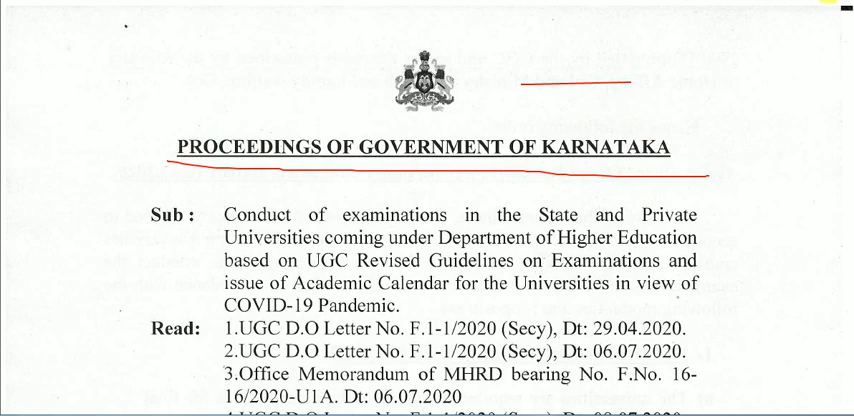 PROCEEDINGS OF GOVERNMENT OF KARNATAKA
Sub : Conduct of examinations in the State and Private
Universities coming under Department of Higher Education
based on UGC Revised Guidelines on Examinations and
issue of Academic Calendar for the Universities in view of
COVID-19 Pandemic.
Read: 1.UGC D.O Letter No. F.1-1/2020 (Secy), Dt: 29.04.2020.
2.UGC D.O Letter No. F.1-1/2020 (Secy), Dt: 06.07.2020.
3.Office Memorandum of MHRD bearing No. F.No. 16-
16/2020-U1A. Dt: 06.07.2020